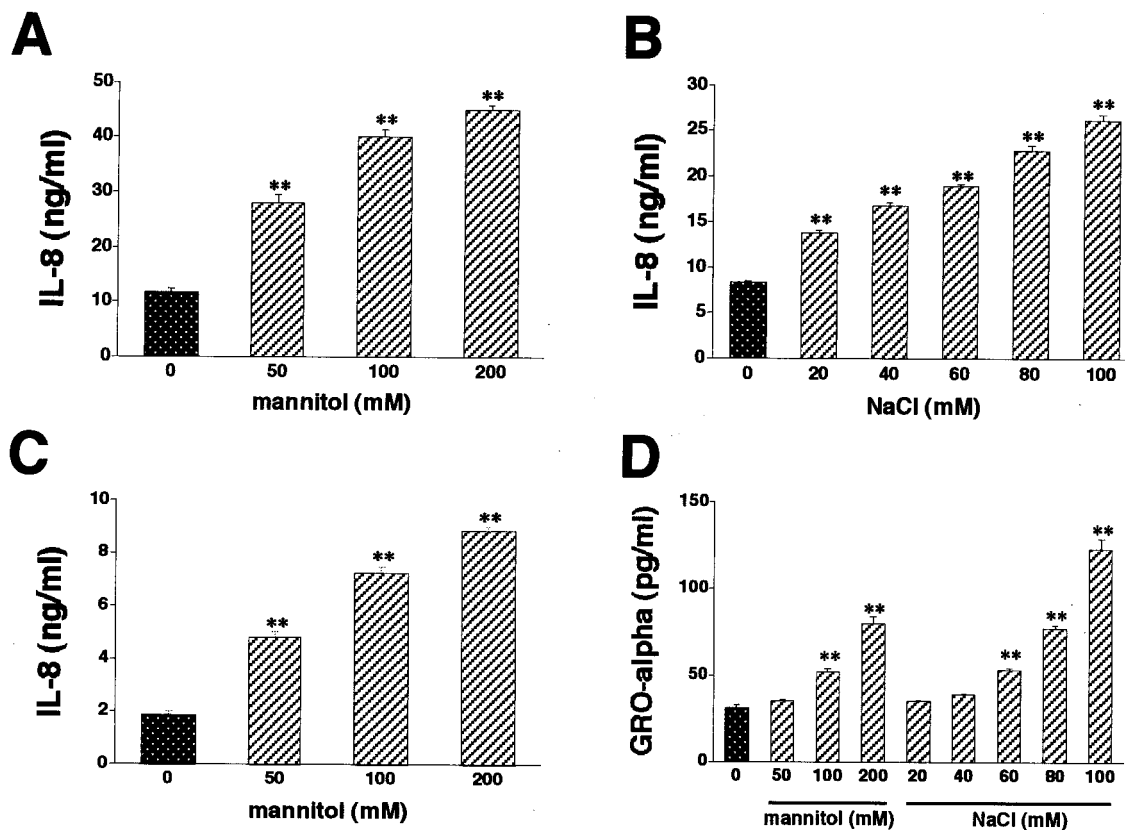 A
50
40
30
20
10
0
IL-8 (ng/ml)
**
**
**
0 50 100 200
mannitol (mM)
B
30
25
20
15
10
5
0
IL-8 (ng/ml)
**
**
**
**
**
0 20 40 60 80 100
NaCl (mM)
C
10
8
6
4
2
0
IL-8 (ng/ml)
**
**
**
0 50 100 200
mannitol (mM)
D
150
100
50
0
GRO-alpha (pg/ml)
**
**
**
**
**
0 50 100 200 20 40 60 80 100
mannitol (mM) NaCl (mM)